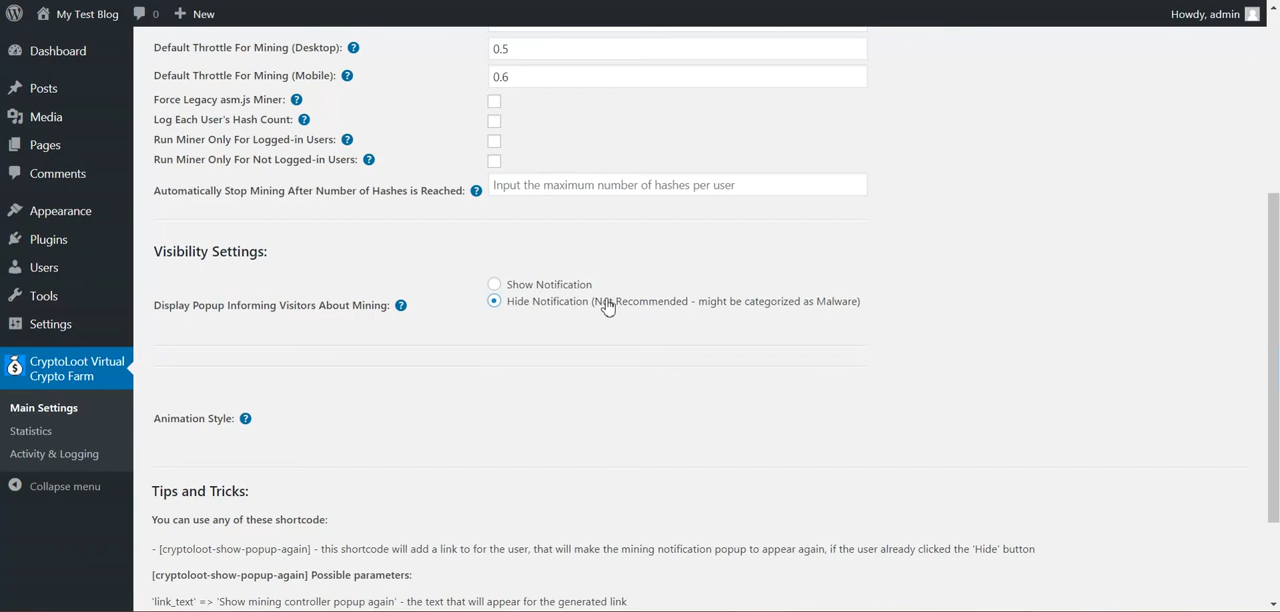 My Test Blog 0 New Howdy, admin
Dashboard
Posts
Media
Pages
Comments
Appearance
Plugins
Users
Tools
Settings
CryptoLoot Virtual
Crypto Farm
Main Settings
Statistics
Activity & Logging
Collapse menu
Default Throttle For Mining (Desktop): ? 0.5
Default Throttle For Mining (Mobile): ? 0.6
Force Legacy asm.js Miner: ?
Log Each User's Hash Count: ?
Run Miner Only For Logged-in Users: ?
Run Miner Only For Not Logged-in Users: ?
Automatically Stop Mining After Number of Hashes is Reached: ? Input the maximum number of hashes per user
Visibility Settings:
Show Notification
Display Popup Informing Visitors About Mining: ? Hide Notification (Not Recommended - might be categorized as Malware)
Animation Style: ?
Tips and Tricks:
You can use any of these shortcode:
- [cryptoloot-show-popup-again] - this shortcode will add a link to for the user, that will make the mining notification popup to appear again, if the user already clicked the 'Hide' button
[cryptoloot-show-popup-again] Possible parameters:
'link_text' => 'Show mining controller popup again' - the text that will appear for the generated link